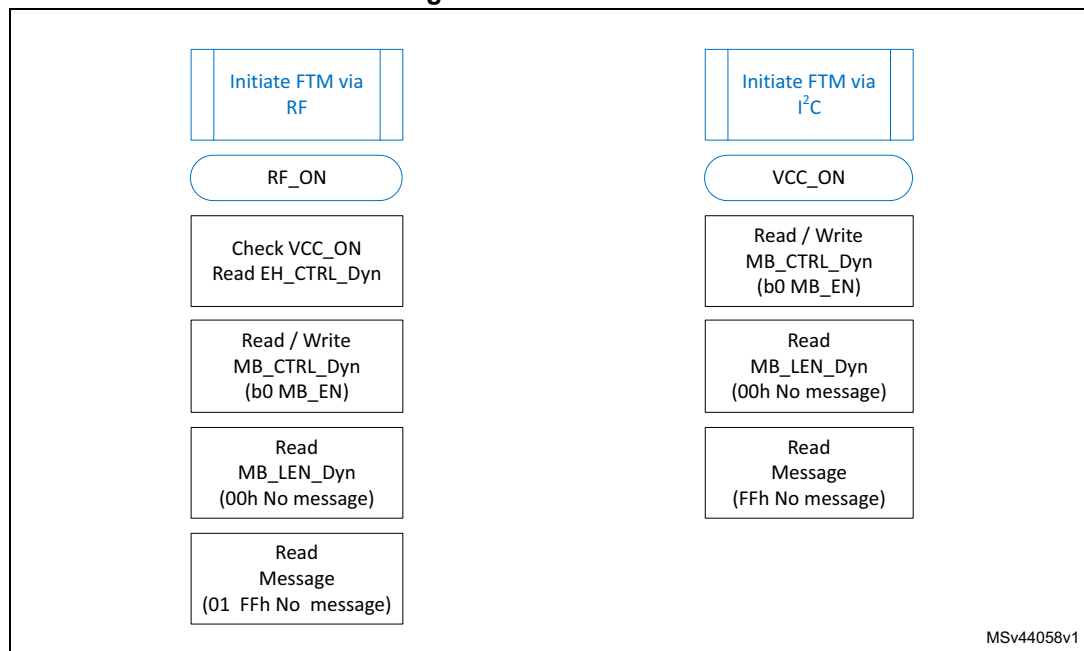 Initiate FTM via
RF
RF_ON
Check VCC_ON
Read EH_CTRL_Dyn
Read / Write
MB_CTRL_Dyn
(b0 MB_EN)
Read
MB_LEN_Dyn
(00h No message)
Read
Message
(01 FFh No message)
Initiate FTM via
I²C
VCC_ON
Read / Write
MB_CTRL_Dyn
(b0 MB_EN)
Read
MB_LEN_Dyn
(00h No message)
Read
Message
(FFh No message)
MSv44058v1